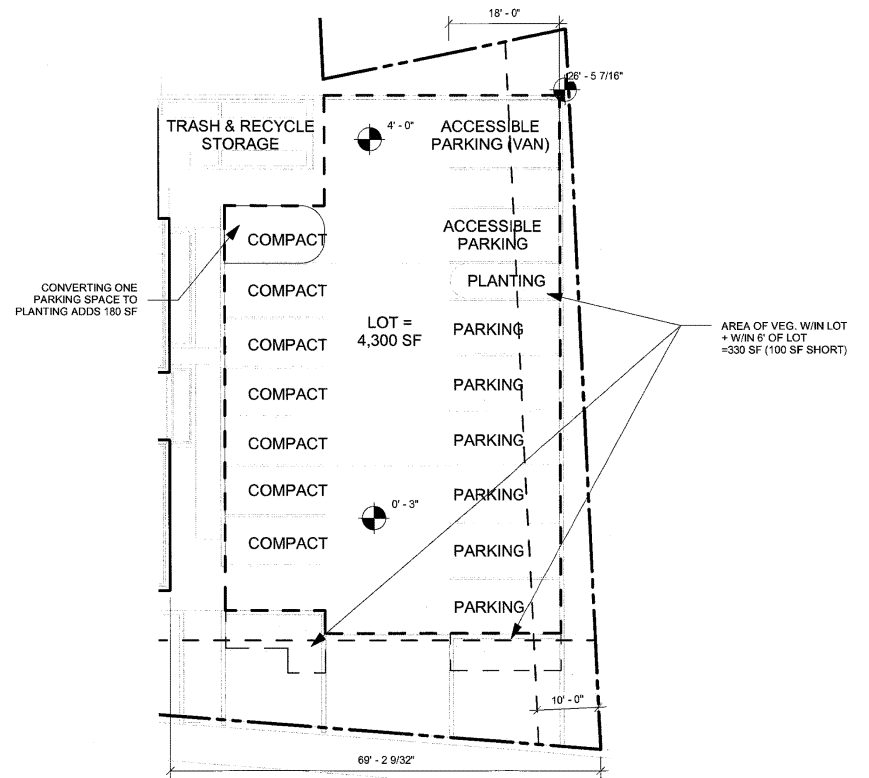 18' - 0"
26' - 5 7/16"
TRASH & RECYCLE
STORAGE
4' - 0"
ACCESSIBLE
PARKING (VAN)
COMPACT
ACCESSIBLE
PARKING
CONVERTING ONE
PARKING SPACE TO
PLANTING ADDS 180 SF
COMPACT
PLANTING
LOT =
4,300 SF
AREA OF VEG. W/IN LOT
+ W/IN 6' OF LOT
=330 SF (100 SF SHORT)
COMPACT
PARKING
COMPACT
PARKING
COMPACT
PARKING
COMPACT
PARKING
0' - 3"
COMPACT
PARKING
PARKING
10' - 0"
69' - 2 9/32"